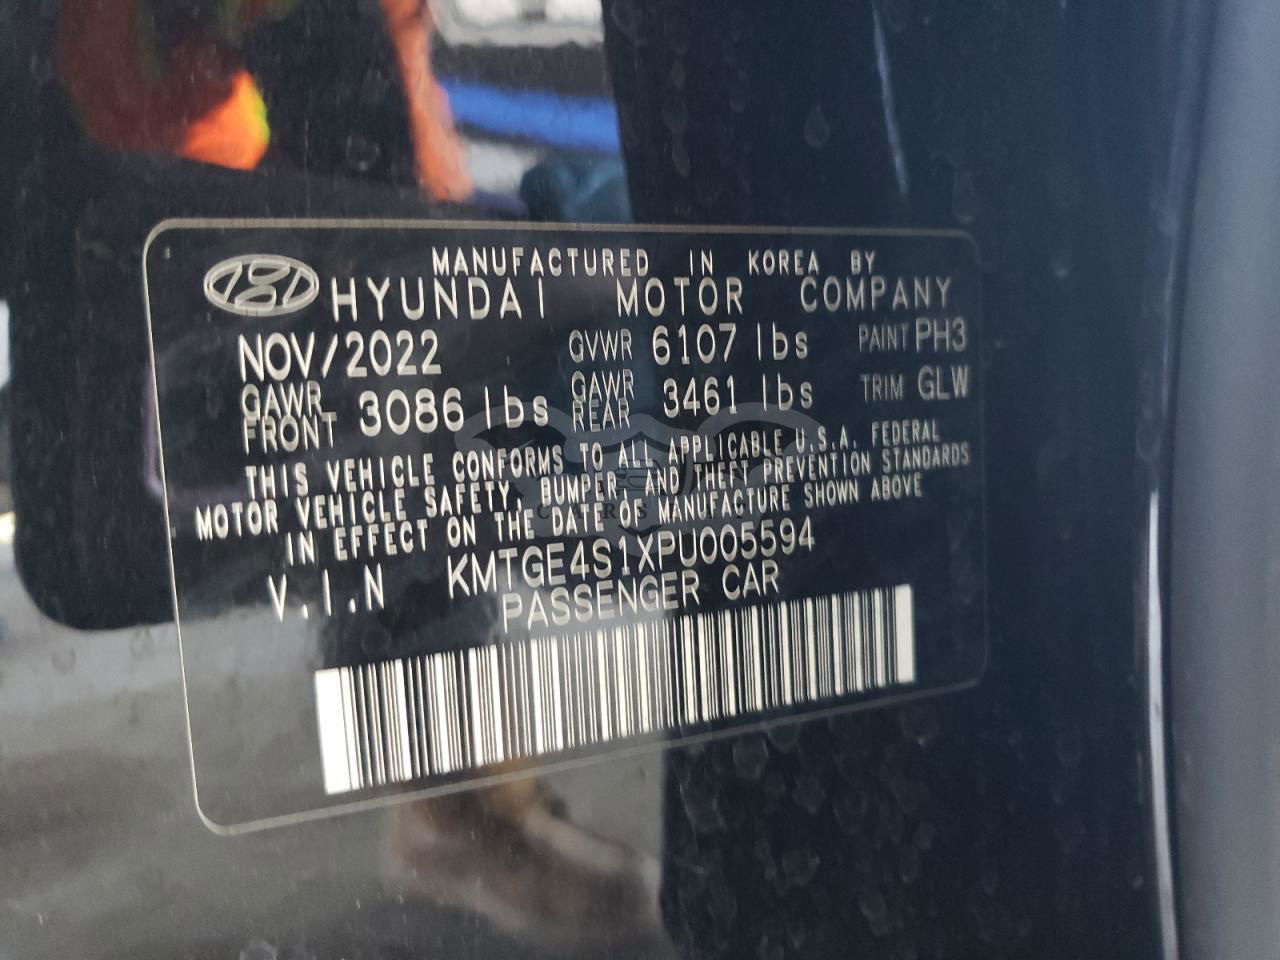 MANUFACTURED IN KOREA BY
HYUNDAI MOTOR COMPANY
NOV/2022 GVWR 6107 lbs PAINT PH3
GAWR FRONT 3086 lbs GAWR REAR 3461 lbs TRIM GLW
THIS VEHICLE CONFORMS TO ALL APPLICABLE U.S.A. FEDERAL
MOTOR VEHICLE SAFETY, BUMPER, AND THEFT PREVENTION STANDARDS
IN EFFECT ON THE DATE OF MANUFACTURE SHOWN ABOVE
V.I.N KMTGE4S1XPU005594
PASSENGER CAR